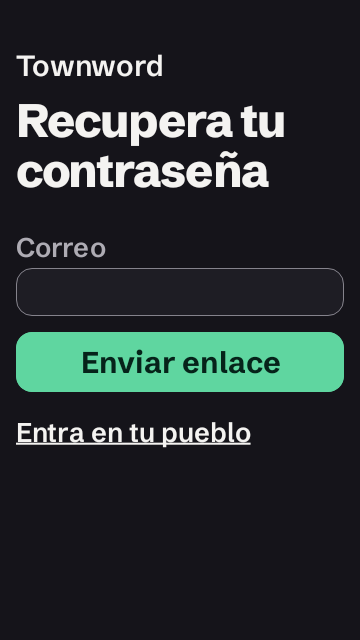 Townword
Recupera tu
contraseña
Correo
Enviar enlace
Entra en tu pueblo